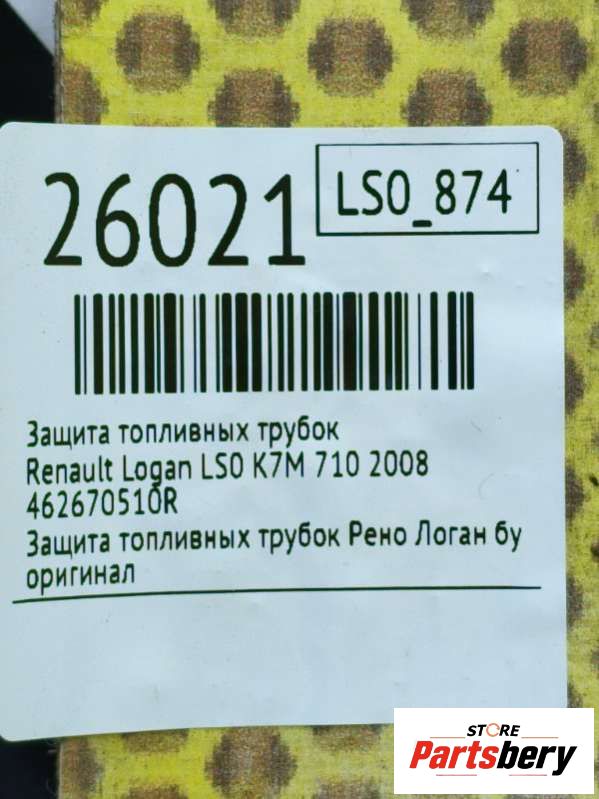 26021
LS0_874
Защита топливных трубок
Renault Logan LS0 K7M 710 2008
462670510R
Защита топливных трубок Рено Логан бу
оригинал
STORE
Partsbery